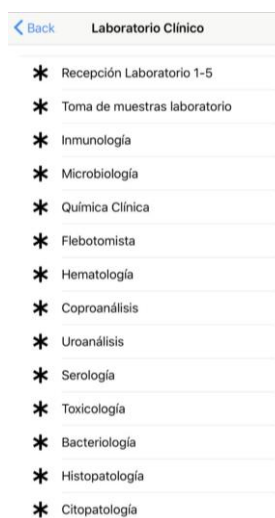 Back Laboratorio Clínico
Recepción Laboratorio 1-5
Toma de muestras laboratorio
Inmunología
Microbiología
Química Clínica
Flebotomista
Hematología
Coproanálisis
Uroanálisis
Serología
Toxicología
Bacteriología
Histopatología
Citopatología